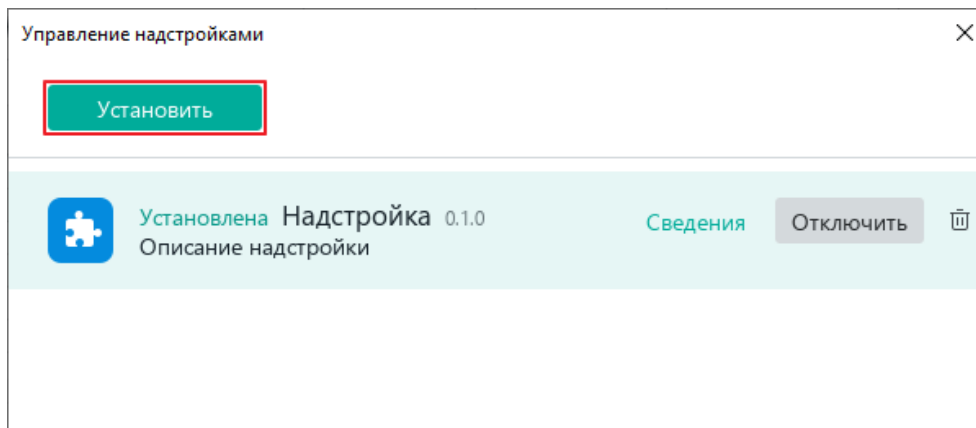 Управление надстройками
Установить
Установлена Надстройка 0.1.0 Сведения Отключить
Описание надстройки